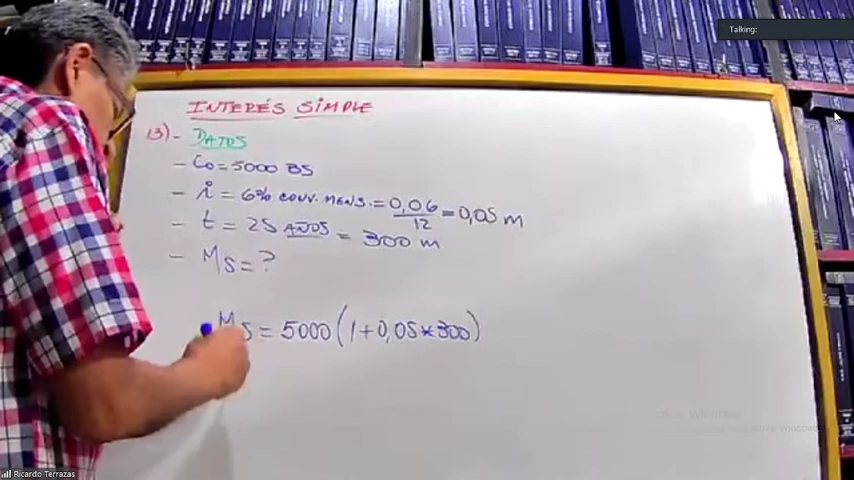 Talking:
INTERÉS SIMPLE
13)- DATOS
- Co = 5000 BS
- i = 6% CONV. MENS. = 0,06/12 = 0,05 m
- t = 25 AÑOS = 300 m
- MS = ?
MS = 5000 (1+0,05*300)
Ricardo Terrazas